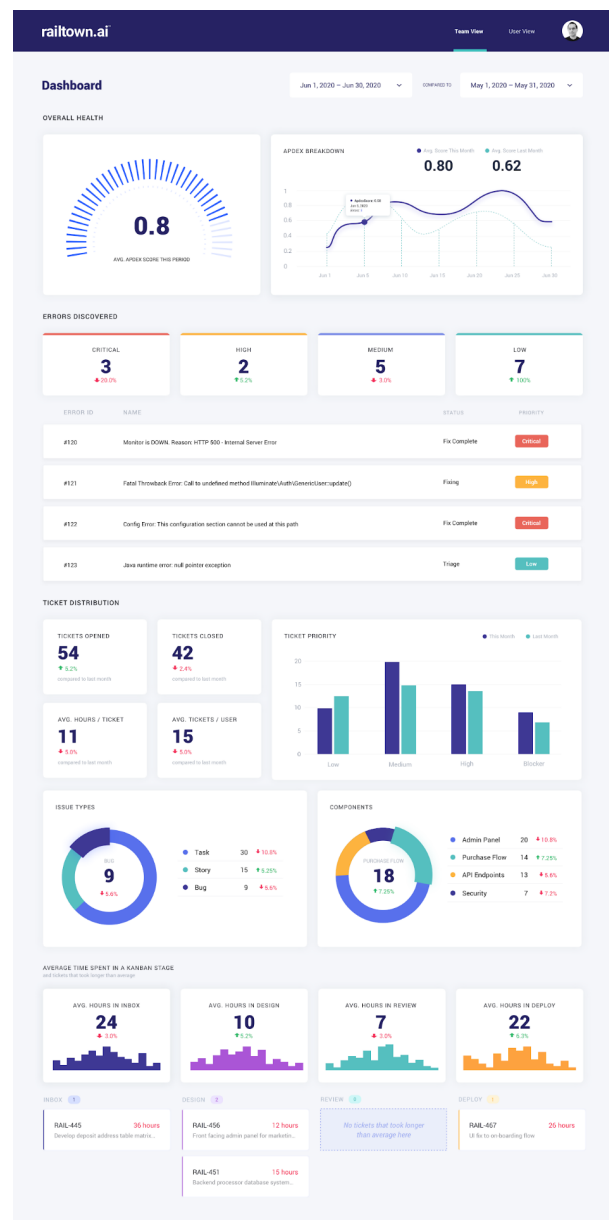 railtown.ai
Team View
User View
Dashboard
Jun 1, 2020 – Jun 30, 2020
COMPARED TO
May 1, 2020 – May 31, 2020
OVERALL HEALTH
0.8
AVG. APDEX SCORE THIS PERIOD
APDEX BREAKDOWN
Avg. Score This Month
0.80
Avg. Score Last Month
0.62
1
0.8
0.6
0.4
0.2
0
Jun 1
Jun 5
Jun 10
Jun 15
Jun 20
Jun 25
Jun 30
ERRORS DISCOVERED
CRITICAL
3
20.0%
HIGH
2
5.2%
MEDIUM
5
3.0%
LOW
7
100%
ERROR ID
NAME
STATUS
PRIORITY
#120
Monitor is DOWN. Reason: HTTP 500 - Internal Server Error
Fix Complete
Critical
#121
Fatal Throwback Error: Call to undefined method Illuminate\Auth\GenericUser::update()
Fixing
High
#122
Config Error: This configuration section cannot be used at this path
Fix Complete
Critical
#123
Java runtime error: null pointer exception
Triage
Low
TICKET DISTRIBUTION
TICKETS OPENED
54
5.2%
compared to last month
TICKETS CLOSED
42
2.4%
compared to last month
AVG. HOURS / TICKET
11
5.0%
compared to last month
AVG. TICKETS / USER
15
5.0%
compared to last month
TICKET PRIORITY
This Month
Last Month
20
15
10
5
0
Low
Medium
High
Blocker
ISSUE TYPES
BUG
9
5.6%
Task 30 10.8%
Story 15 5.25%
Bug 9 5.6%
COMPONENTS
PURCHASE FLOW
18
7.25%
Admin Panel 20 10.8%
Purchase Flow 14 7.25%
API Endpoints 13 5.6%
Security 7 7.2%
AVERAGE TIME SPENT IN A KANBAN STAGE
and tickets that took longer than average
AVG. HOURS IN INBOX
24
3.0%
AVG. HOURS IN DESIGN
10
5.2%
AVG. HOURS IN REVIEW
7
3.0%
AVG. HOURS IN DEPLOY
22
6.3%
INBOX
DESIGN
REVIEW
DEPLOY
RAIL-445
36 hours
Develop deposit address table matrix...
RAIL-456
12 hours
Front facing admin panel for marketin...
RAIL-451
15 hours
Backend processor database system...
No tickets that took longer
than average here
RAIL-467
26 hours
UI fix to on-boarding flow